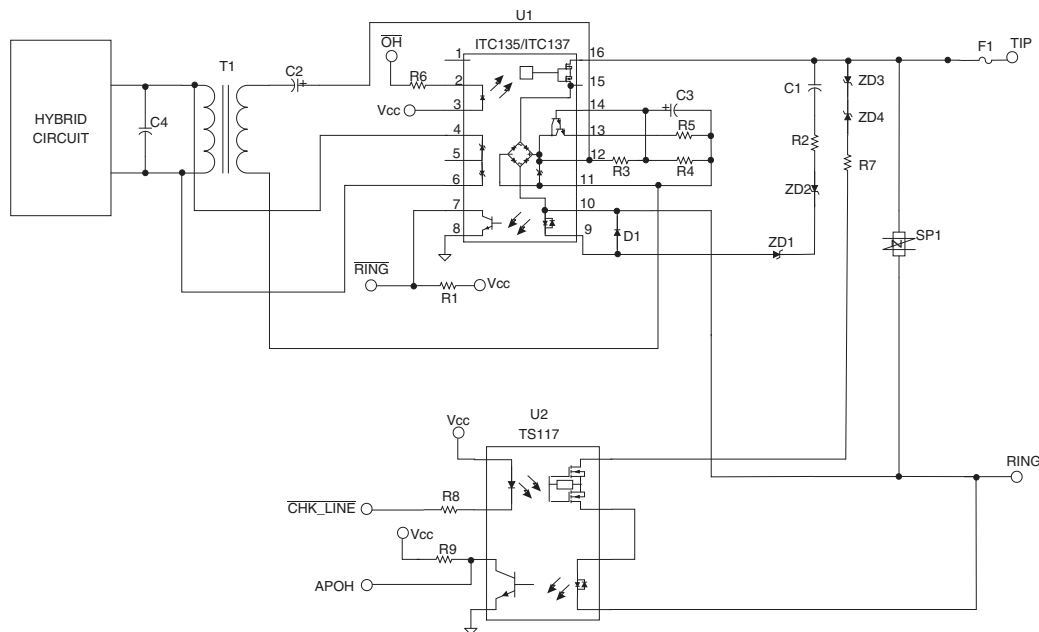 U1
ITC135/ITC137
OH
R6
Vcc
1
2
3
4
5
6
7
8
16
15
14
13
12
11
10
9
HYBRID
CIRCUIT
C4
T1
C2
+
+
C3
R5
R3
R4
D1
C1
R2
ZD2
ZD1
ZD3
ZD4
R7
F1
TIP
SP1
RING
R1
Vcc
U2
TS117
Vcc
CHK_LINE
R8
Vcc
R9
APOH
RING